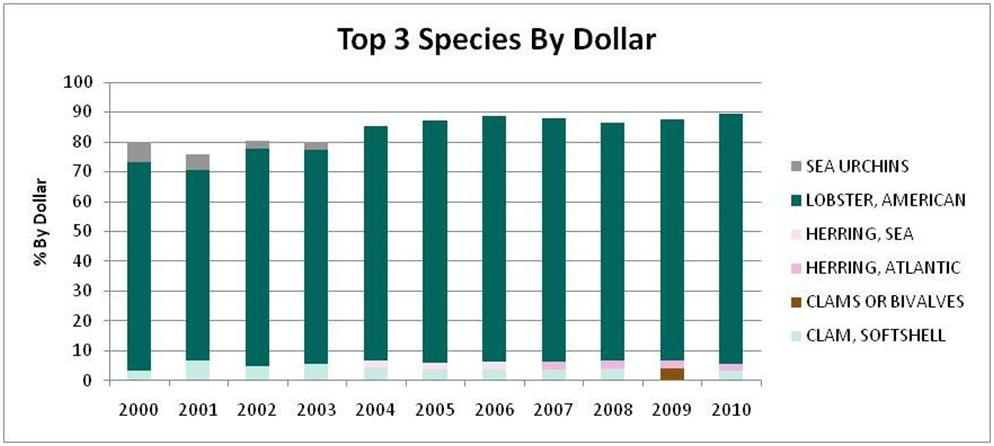 Top 3 Species By Dollar
% By Dollar
100
90
80
70
60
50
40
30
20
10
0
2000 2001 2002 2003 2004 2005 2006 2007 2008 2009 2010
SEA URCHINS
LOBSTER, AMERICAN
HERRING, SEA
HERRING, ATLANTIC
CLAMS OR BIVALVES
CLAM, SOFTSHELL